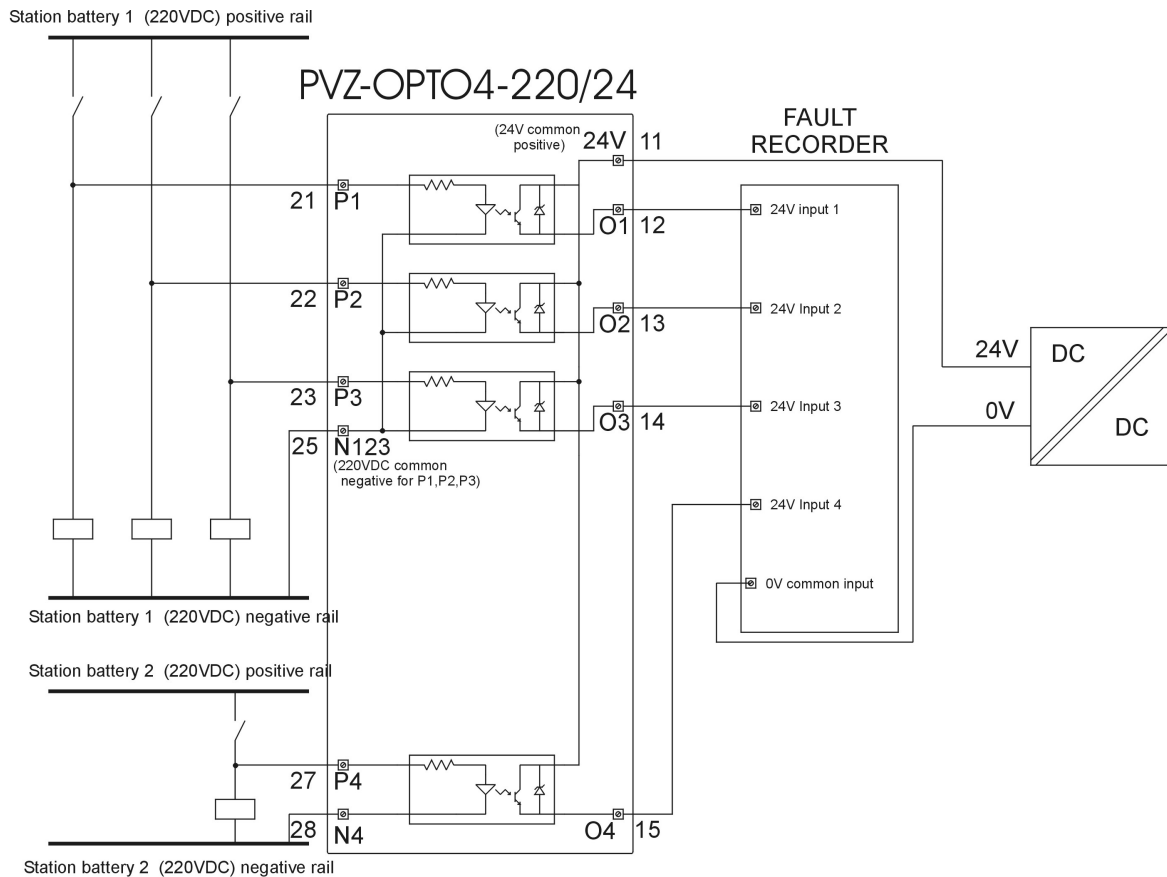 Station battery 1 (220VDC) positive rail
PVZ-OPTO4-220/24
FAULT
RECORDER
(24V common
positive)
24V
11
21
P1
O1
12
24V input 1
22
P2
O2
13
24V Input 2
23
P3
O3
14
24V Input 3
24V
DC
0V
DC
25
N123
(220VDC common
negative for P1,P2,P3)
24V Input 4
0V common input
Station battery 1 (220VDC) negative rail
Station battery 2 (220VDC) positive rail
27
P4
28
N4
O4
15
Station battery 2 (220VDC) negative rail